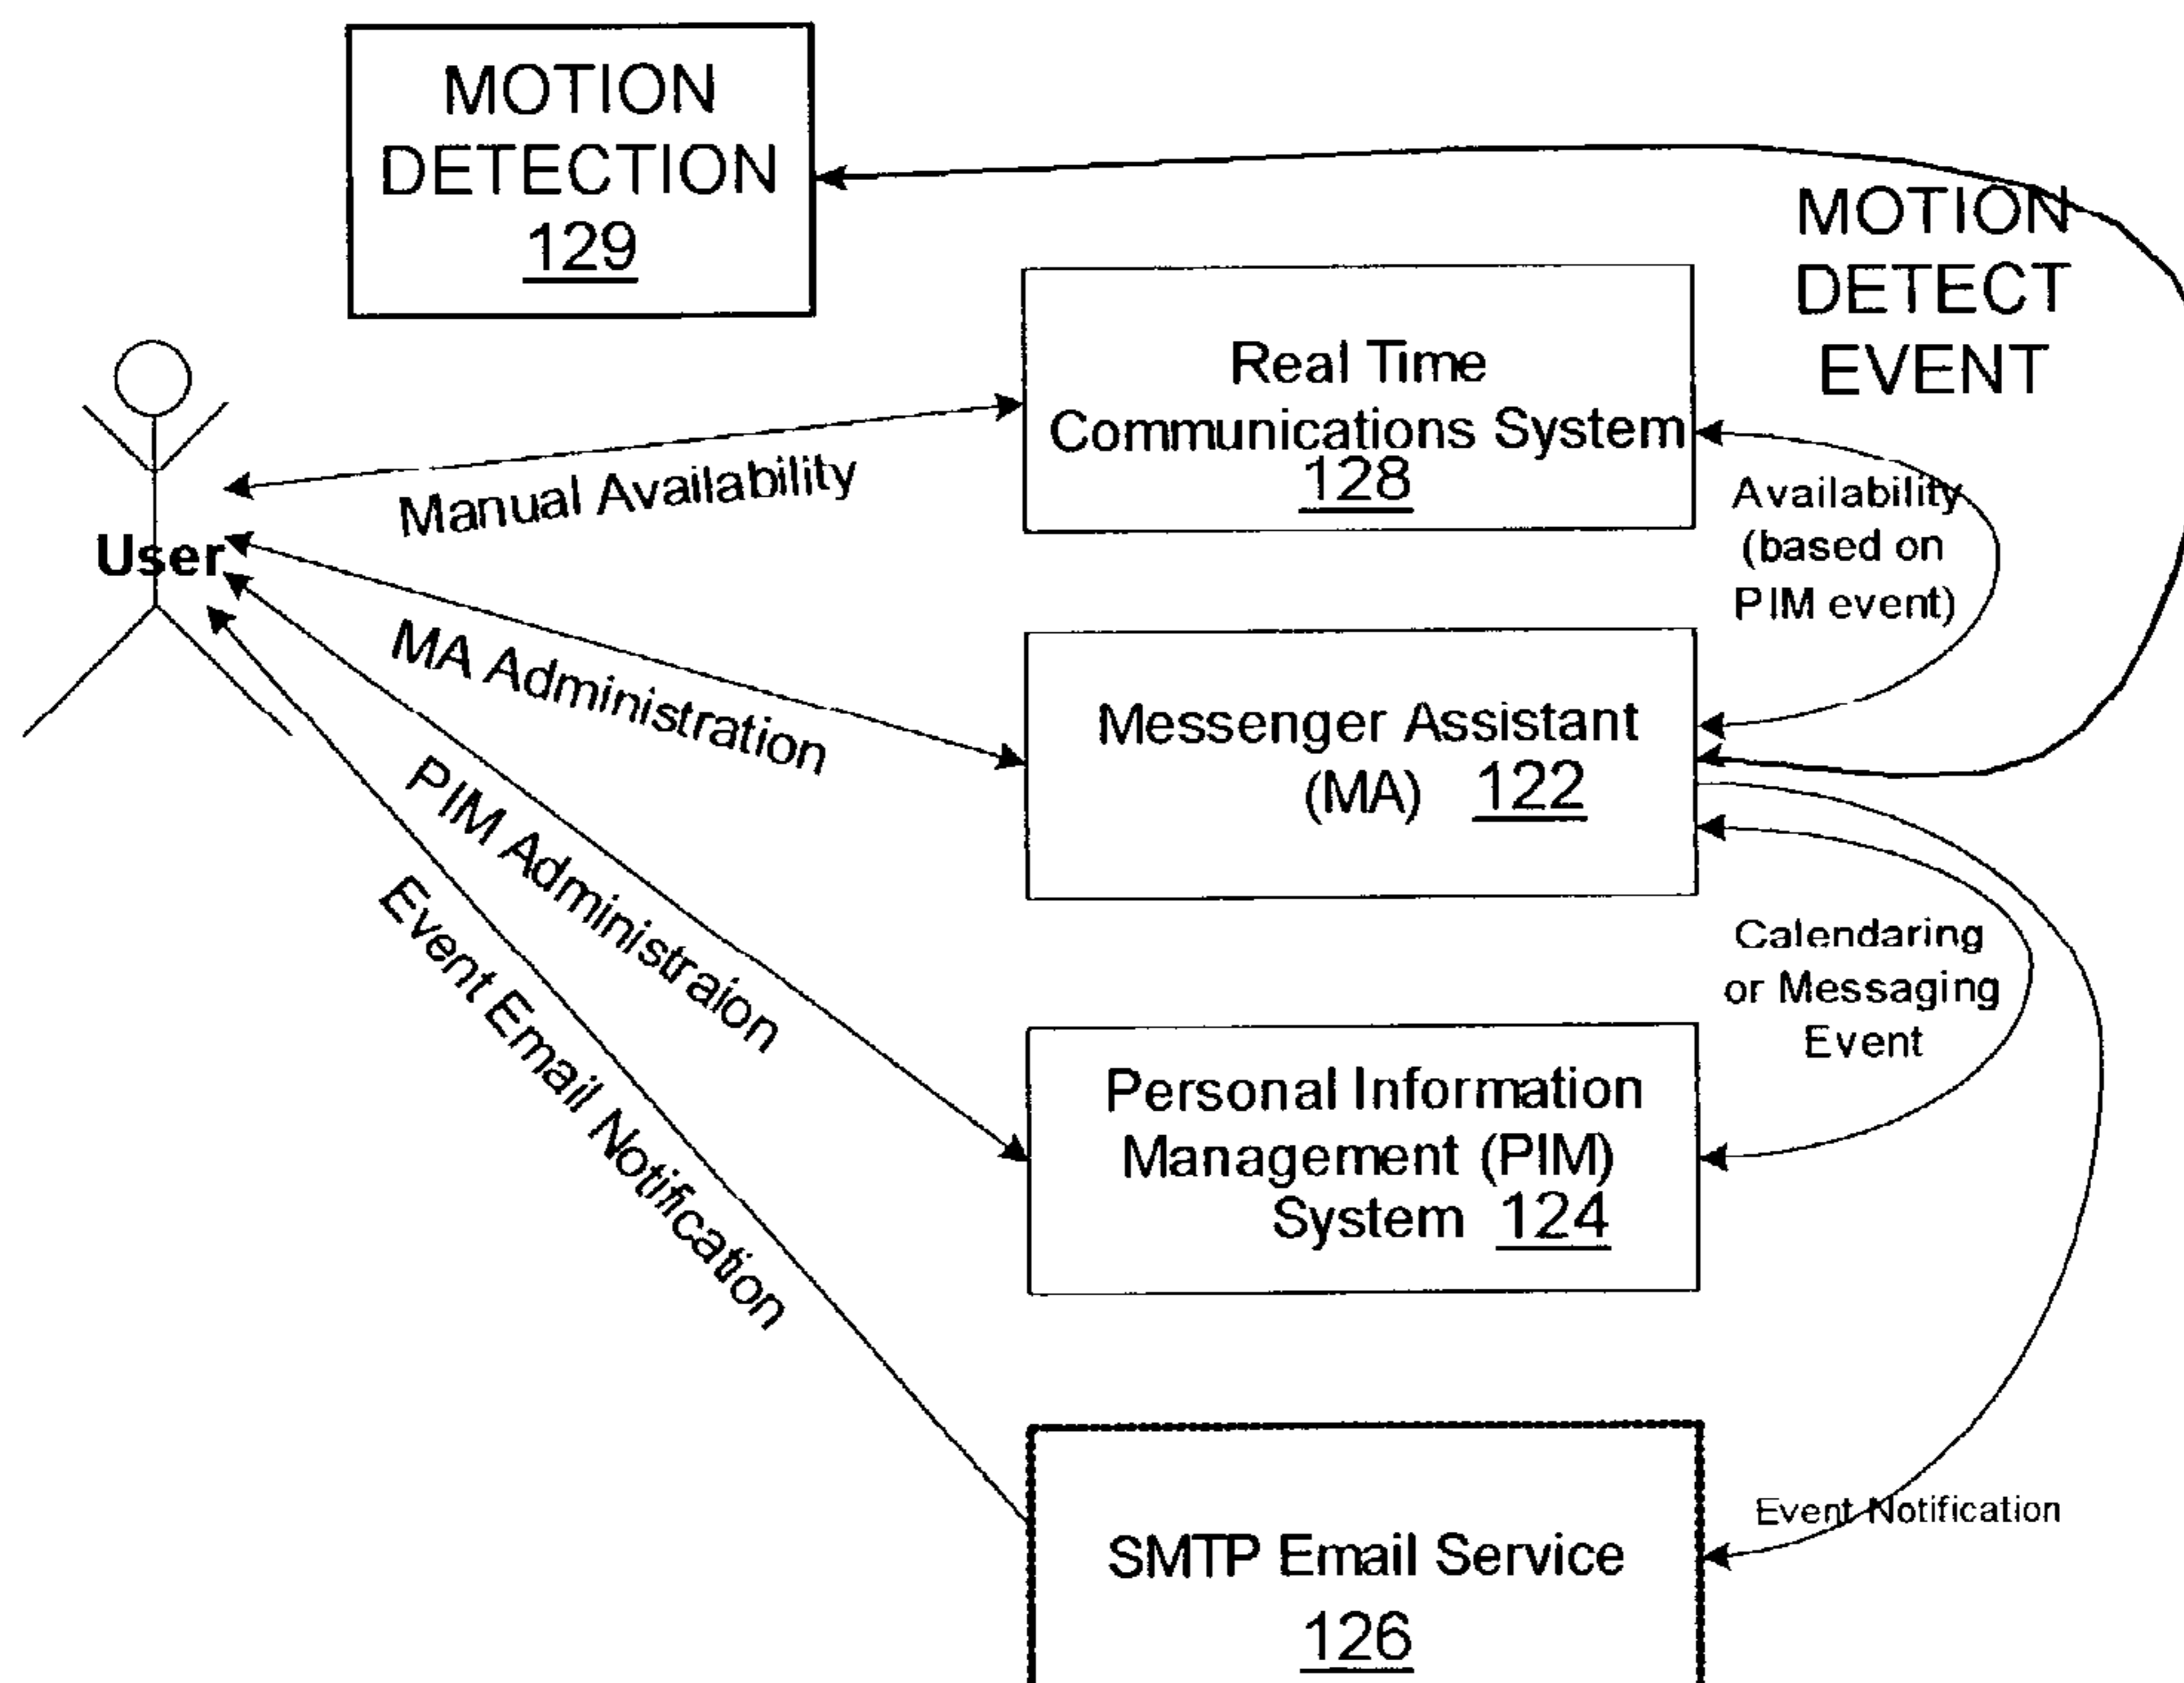 MOTION
DETECTION
129
MOTION
DETECT
EVENT
Real Time
Communications System
128
Manual Availability
Availability
(based on
PIM event)
User
MA Administration
Messenger Assistant
(MA) 122
PIM Administraion
Calendaring
or Messaging
Event
Event Email Notification
Personal Information
Management (PIM)
System 124
Event Notification
SMTP Email Service
126